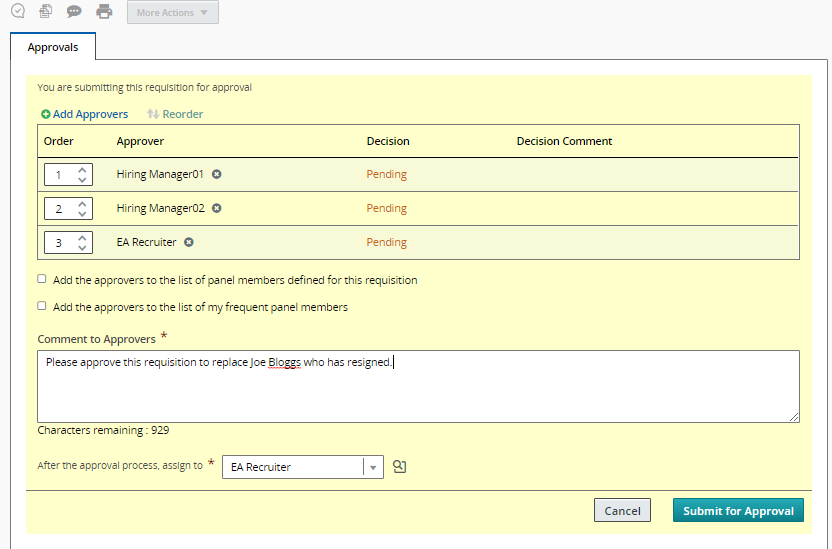 More Actions
Approvals
You are submitting this requisition for approval
Add Approvers Reorder
Order Approver Decision Decision Comment
1 Hiring Manager01 Pending
2 Hiring Manager02 Pending
3 EA Recruiter Pending
Add the approvers to the list of panel members defined for this requisition
Add the approvers to the list of my frequent panel members
Comment to Approvers *
Please approve this requisition to replace Joe Bloggs who has resigned.
Characters remaining : 929
After the approval process, assign to * EA Recruiter
Cancel Submit for Approval